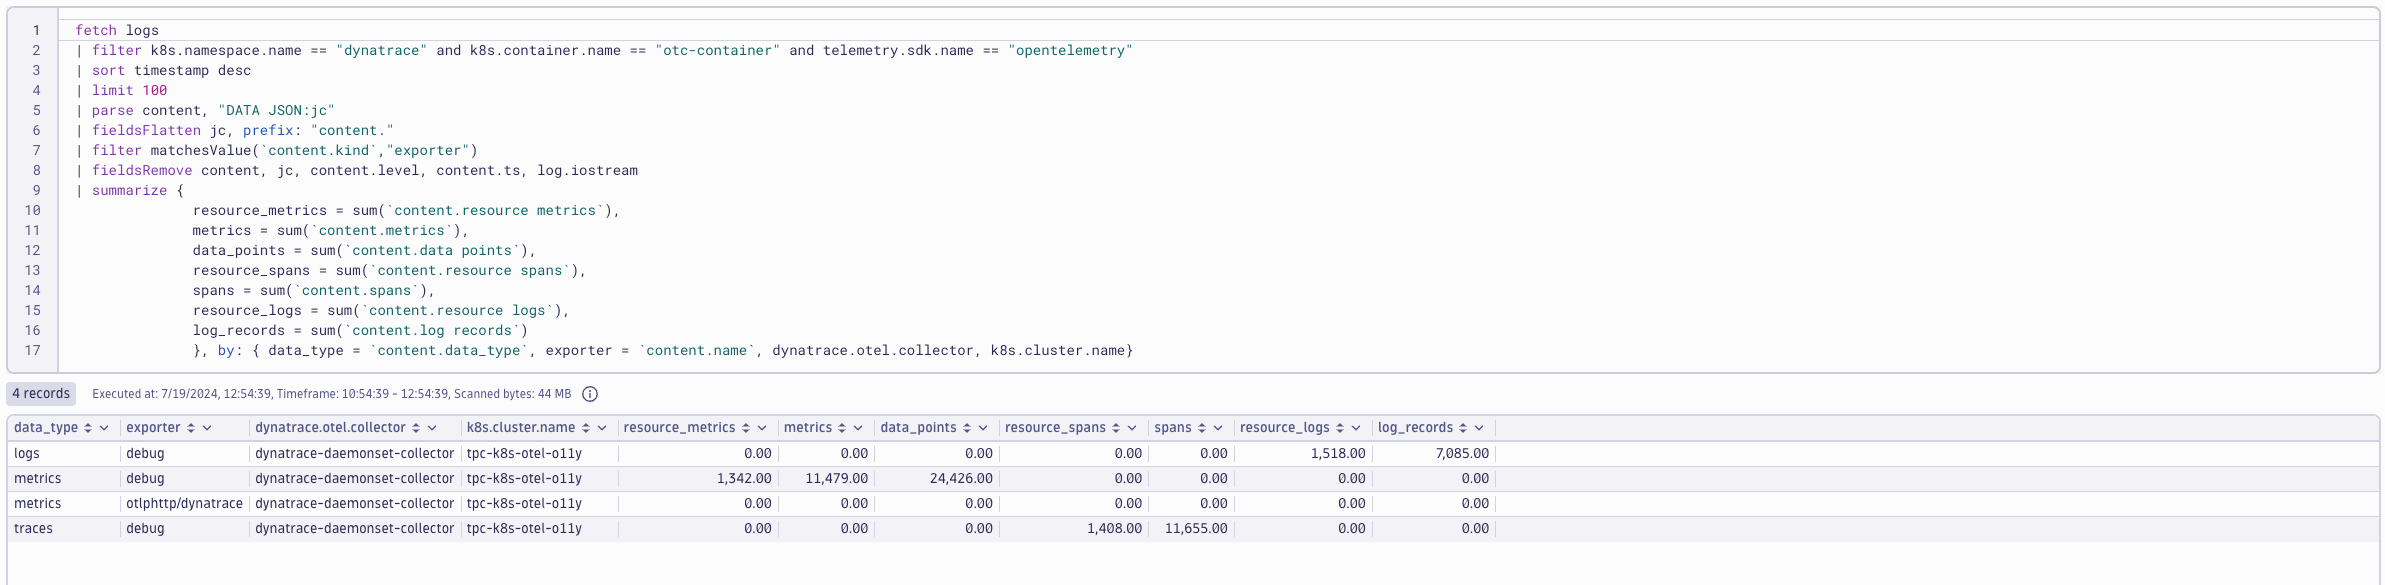 1 fetch logs
2 | filter k8s.namespace.name == "dynatrace" and k8s.container.name == "otc-container" and telemetry.sdk.name == "opentelemetry"
3 | sort timestamp desc
4 | limit 100
5 | parse content, "DATA JSON:jc"
6 | fieldsFlatten jc, prefix: "content."
7 | filter matchesValue(`content.kind`,"exporter")
8 | fieldsRemove content, jc, content.level, content.ts, log.iostream
9 | summarize {
10 resource_metrics = sum(`content.resource metrics`),
11 metrics = sum(`content.metrics`),
12 data_points = sum(`content.data points`),
13 resource_spans = sum(`content.resource spans`),
14 spans = sum(`content.spans`),
15 resource_logs = sum(`content.resource logs`),
16 log_records = sum(`content.log records`)
17 }, by: { data_type = `content.data_type`, exporter = `content.name`, dynatrace.otel.collector, k8s.cluster.name}
4 records Executed at: 7/19/2024, 12:54:39, Timeframe: 10:54:39 - 12:54:39, Scanned bytes: 44 MB
data_type exporter dynatrace.otel.collector k8s.cluster.name resource_metrics metrics data_points resource_spans spans resource_logs log_records
logs debug dynatrace-daemonset-collector tpc-k8s-otel-o11y 0.00 0.00 0.00 0.00 0.00 1,518.00 7,085.00
metrics debug dynatrace-daemonset-collector tpc-k8s-otel-o11y 1,342.00 11,479.00 24,426.00 0.00 0.00 0.00 0.00
metrics otlphttp/dynatrace dynatrace-daemonset-collector tpc-k8s-otel-o11y 0.00 0.00 0.00 0.00 0.00 0.00 0.00
traces debug dynatrace-daemonset-collector tpc-k8s-otel-o11y 0.00 0.00 0.00 1,408.00 11,655.00 0.00 0.00